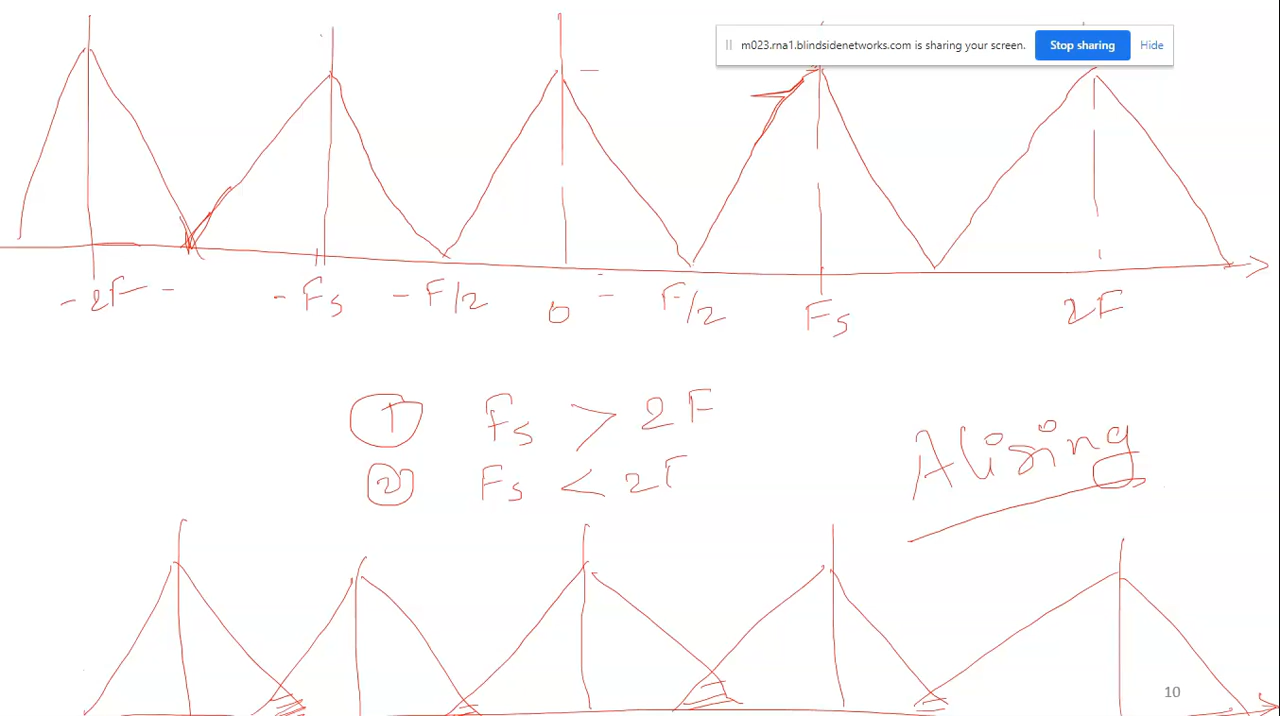 m023.rna1.blindsidenetworks.com is sharing your screen. Stop sharing Hide
-2F - -Fs -F/2 0 - F/2 Fs 2F
① Fs > 2F
② Fs < 2F
Alising
10